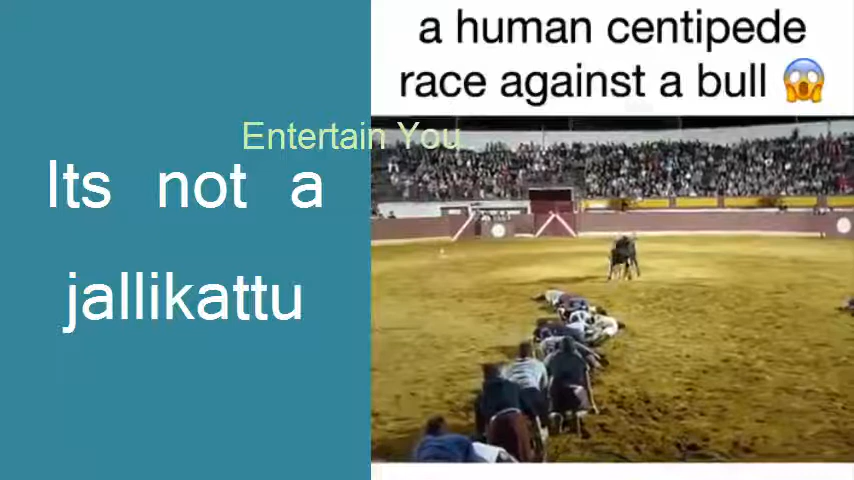 a human centipede
race against a bull 😱
Entertain You
Its not a
jallikattu